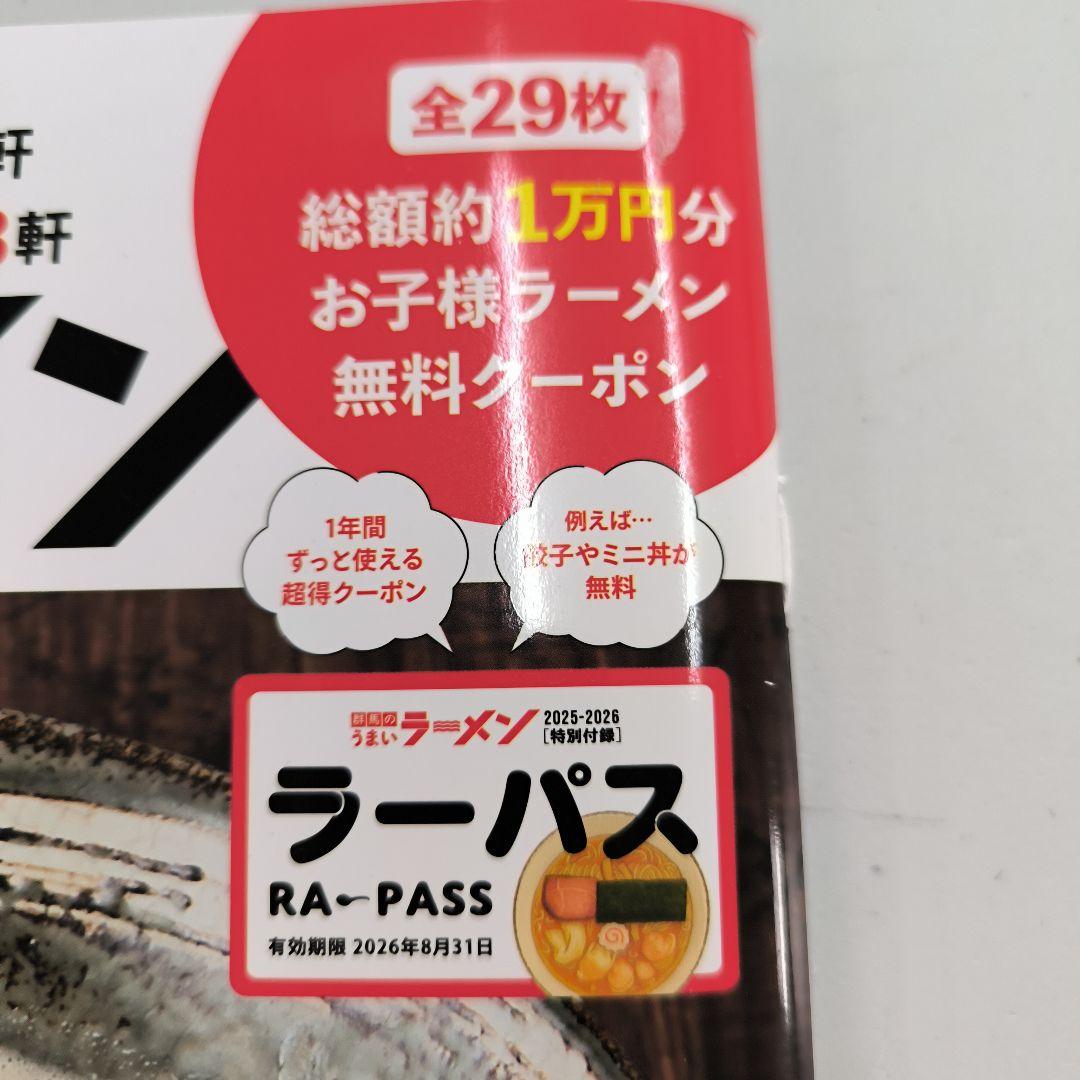 軒
軒
ン
全29枚
総額約1万円分
お子様ラーメン
無料クーポン
1年間
ずっと使える
超得クーポン
例えば…
餃子やミニ丼が
無料
群馬の
うまいラーメン 2025-2026
[特別付録]
ラーパス
RA-PASS
有効期限 2026年8月31日